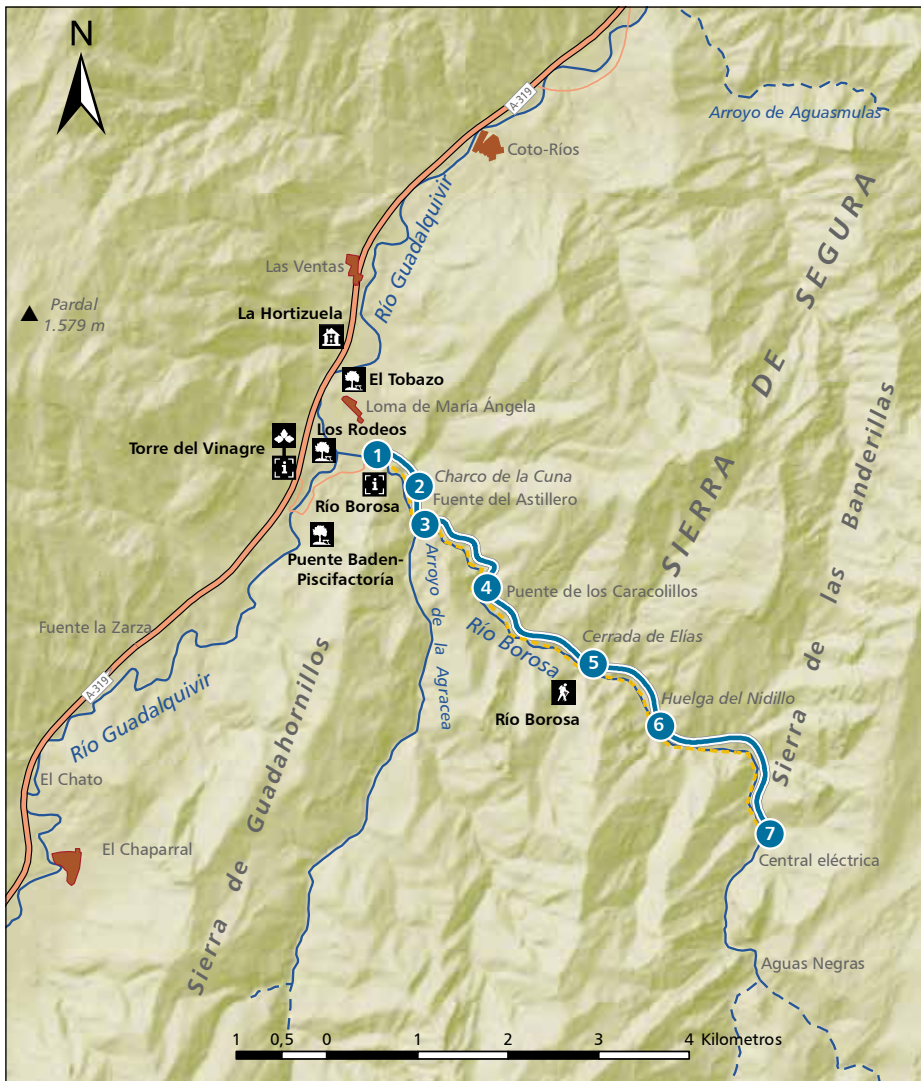 N
A-319
Arroyo de Aguasmulas
Coto-Ríos
Río Guadalquivir
SIERRA DE SEGURA
Las Ventas
Pardal
1.579 m
La Hortizuela
H
El Tobazo
Loma de María Ángela
Los Rodeos
Torre del Vinagre
i
1
Charco de la Cuna
2
Fuente del Astillero
i
Río Borosa
3
Puente Baden-
Piscifactoría
Arroyo de la Agracea
4
Puente de los Caracolillos
Sierra de las Banderillas
Fuente la Zarza
Río Borosa
Cerrada de Elías
5
A-319
Río Guadalquivir
Río Borosa
Huelga del Nidillo
6
Sierra de Guadahornillos
El Chato
El Chaparral
7
Central eléctrica
Aguas Negras
1 0,5 0 1 2 3 4 Kilometros